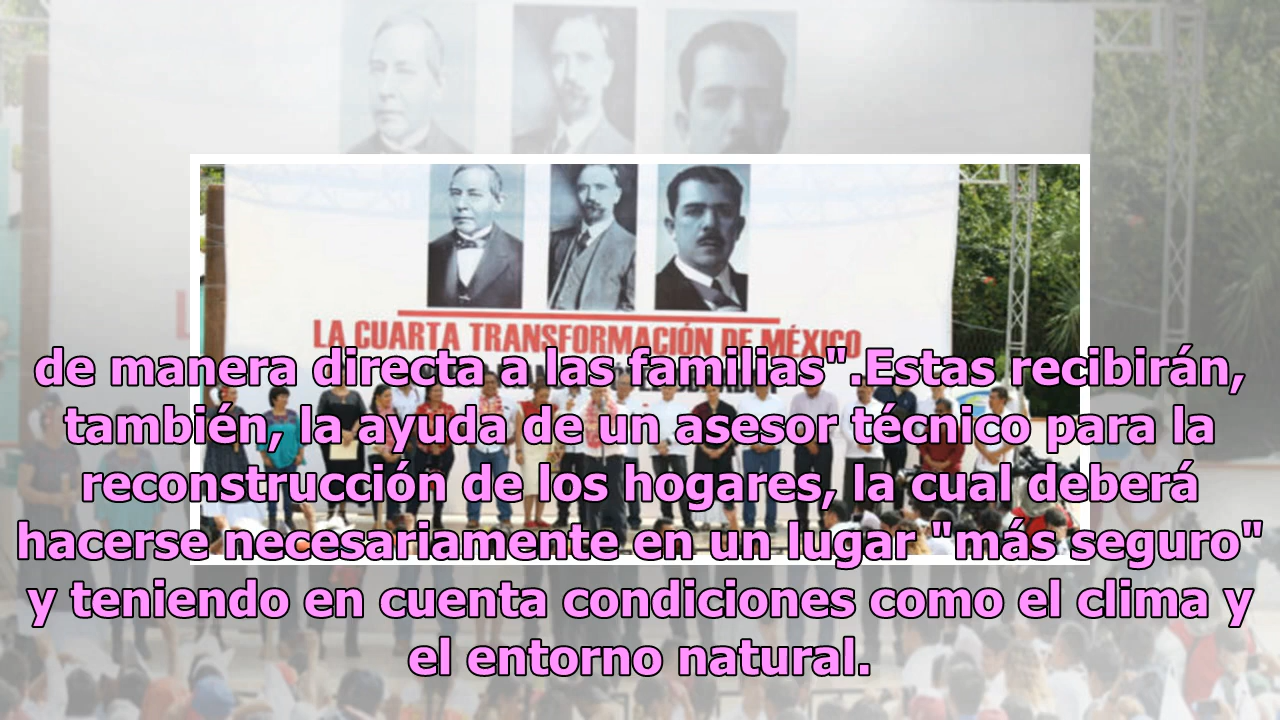 LA CUARTA TRANSFORMACIÓN DE MÉXICO
de manera directa a las familias".Estas recibirán,
también, la ayuda de un asesor técnico para la
reconstrucción de los hogares, la cual deberá
hacerse necesariamente en un lugar "más seguro"
y teniendo en cuenta condiciones como el clima y
el entorno natural.